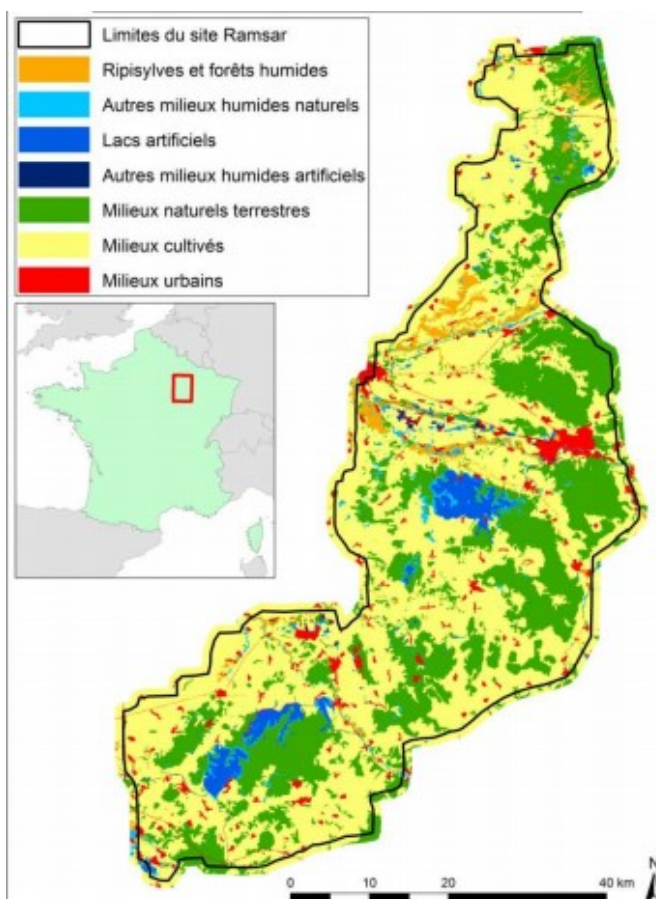 Limites du site Ramsar
Ripisylves et forêts humides
Autres milieux humides naturels
Lacs artificiels
Autres milieux humides artificiels
Milieux naturels terrestres
Milieux cultivés
Milieux urbains
N
0 10 20 40 km